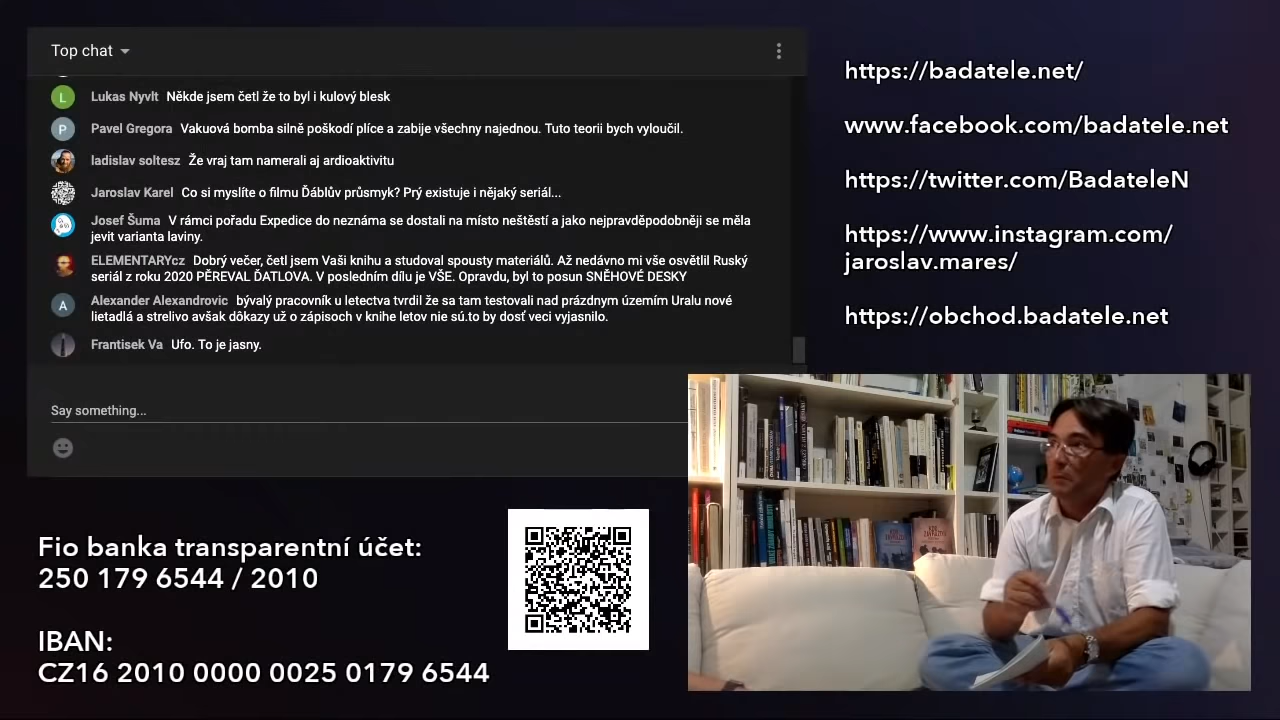 Top chat
Lukas Nyvlt Někde jsem četl že to byl i kulový blesk
Pavel Gregora Vakuová bomba silně poškodí plíce a zabije všechny najednou. Tuto teorii bych vyloučil.
ladislav soltesz Že vraj tam namerali aj ardioaktivitu
Jaroslav Karel Co si myslíte o filmu Ďáblův průsmyk? Prý existuje i nějaký seriál...
Josef Šuma V rámci pořadu Expedice do neznáma se dostali na místo neštěstí a jako nejpravděpodobněji se měla
jevit varianta laviny.
ELEMENTARYcz Dobrý večer, četl jsem Vaši knihu a studoval spousty materiálů. Až nedávno mi vše osvětlil Ruský
seriál z roku 2020 PĚREVAL ĎATLOVA. V posledním dílu je VŠE. Opravdu, byl to posun SNĚHOVÉ DESKY
Alexander Alexandrovic bývalý pracovník u letectva tvrdil že sa tam testovali nad prázdnym územím Uralu nové
lietadlá a strelivo avšak dôkazy už o zápisoch v knihe letov nie sú.to by dosť veci vyjasnilo.
Frantisek Va Ufo. To je jasny.
Say something...
https://badatele.net/
www.facebook.com/badatele.net
https://twitter.com/BadateleN
https://www.instagram.com/
jaroslav.mares/
https://obchod.badatele.net
Fio banka transparentní účet:
250 179 6544 / 2010
IBAN:
CZ16 2010 0000 0025 0179 6544